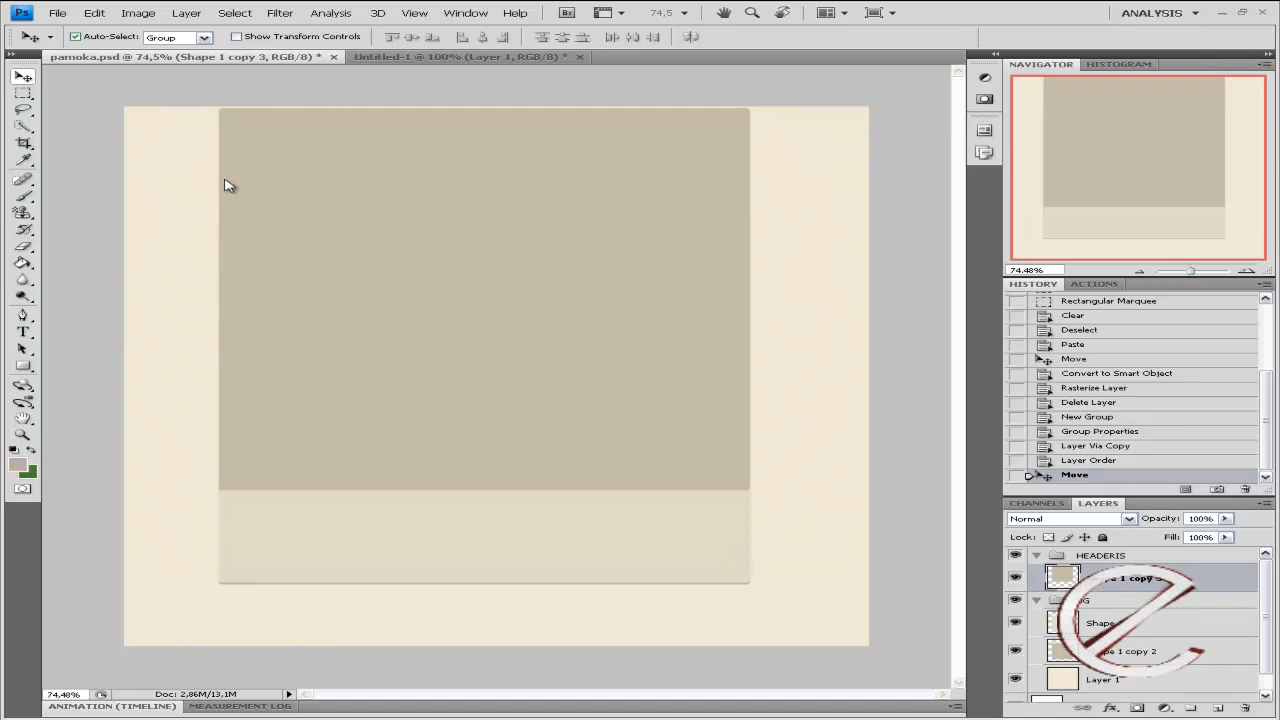 Ps File Edit Image Layer Select Filter Analysis 3D View Window Help Br 74,5 ANALYSIS
Auto-Select: Group Show Transform Controls
pamoka.psd @ 74,5% (Shape 1 copy 3, RGB/8) * × Untitled-1 @ 100% (Layer 1, RGB/8) * ×
NAVIGATOR HISTOGRAM
74.48%
HISTORY ACTIONS
Rectangular Marquee
Clear
Deselect
Paste
Move
Convert to Smart Object
Rasterize Layer
Delete Layer
New Group
Group Properties
Layer Via Copy
Layer Order
Move
CHANNELS LAYERS
Normal Opacity: 100%
Lock: Fill: 100%
HEADERIS
1 copy
Shape
1 copy 2
Layer 1
74,48% Doc: 2,86M/13,1M
ANIMATION (TIMELINE) MEASUREMENT LOG